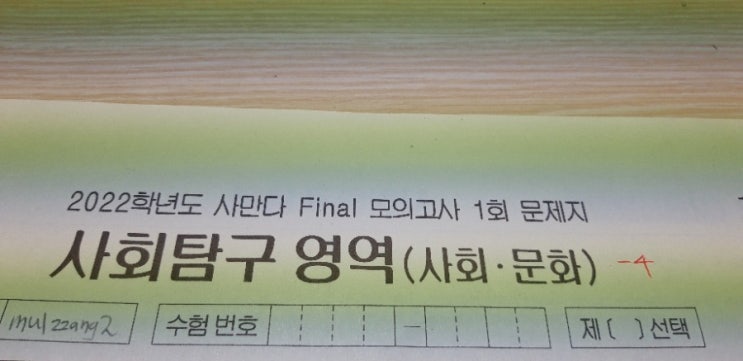 2022학년도 사만다 Final 모의고사 1회 문제지
사회탐구 영역(사회·문화) -4
mulzzang2 수험번호 - 제( )선택